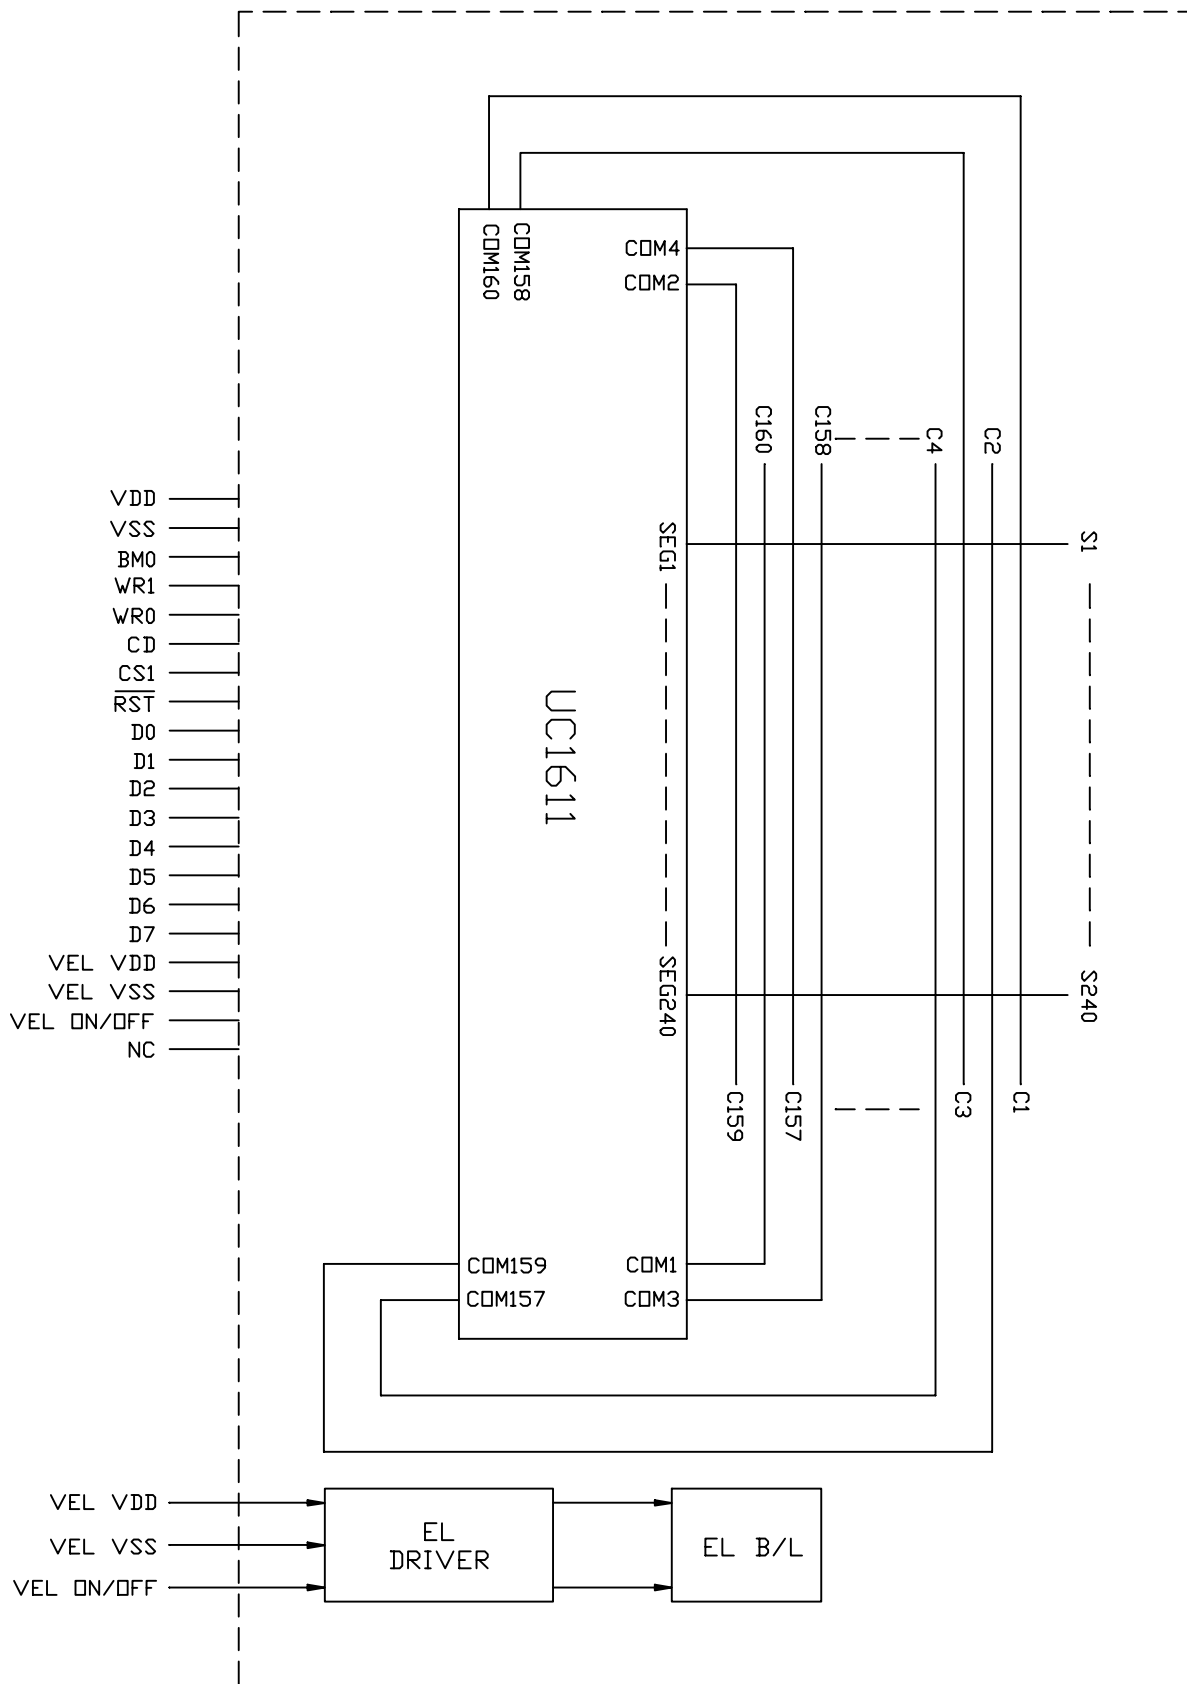 COM160
COM158
COM4
COM2
C160
C158
C4
C2
VDD
VSS
BM0
WR1
WR0
CD
CS1
RST
D0
D1
D2
D3
D4
D5
D6
D7
VEL VDD
VEL VSS
VEL ON/OFF
NC
SEG1
S1
UC1611
SEG240
S240
C159
C157
C3
C1
COM159
COM157
COM1
COM3
VEL VDD
VEL VSS
VEL ON/OFF
EL
DRIVER
EL B/L